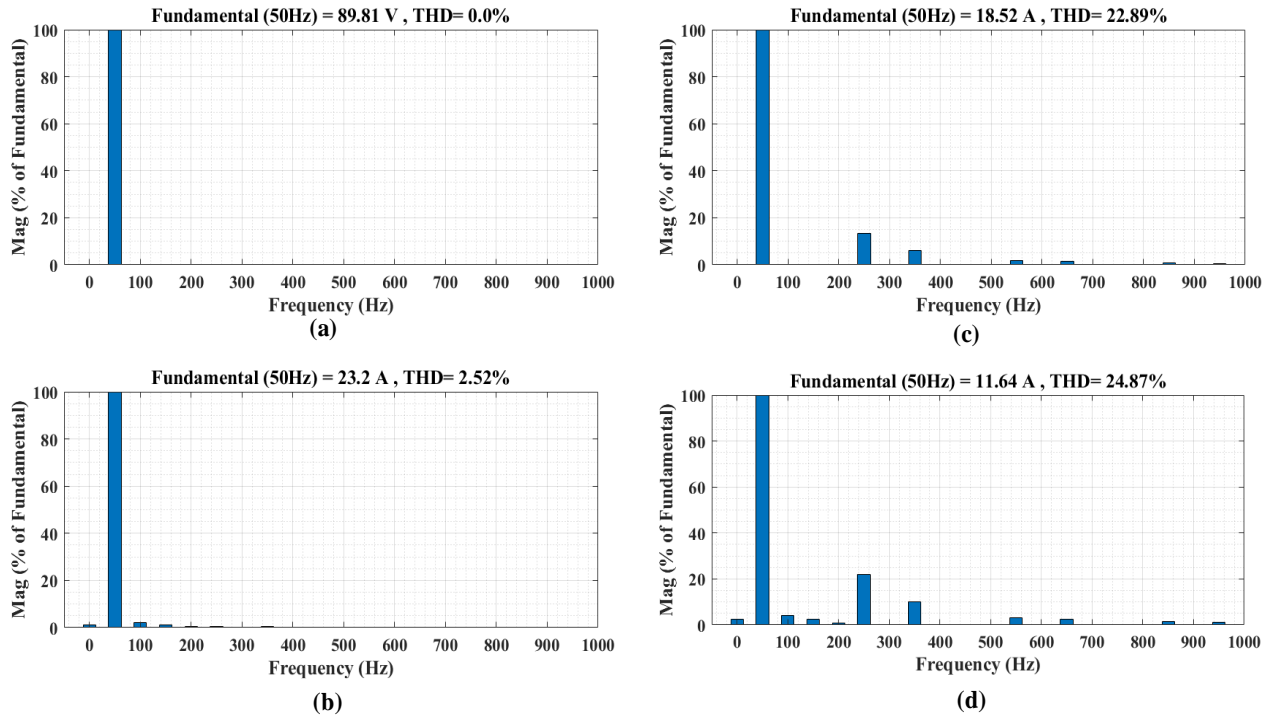 Fundamental (50Hz) = 89.81 V , THD= 0.0%
Mag (% of Fundamental)
100
80
60
40
20
0
0 100 200 300 400 500 600 700 800 900 1000
Frequency (Hz)
(a)
Fundamental (50Hz) = 18.52 A , THD= 22.89%
Mag (% of Fundamental)
100
80
60
40
20
0
0 100 200 300 400 500 600 700 800 900 1000
Frequency (Hz)
(c)
Fundamental (50Hz) = 23.2 A , THD= 2.52%
Mag (% of Fundamental)
100
80
60
40
20
0
0 100 200 300 400 500 600 700 800 900 1000
Frequency (Hz)
(b)
Fundamental (50Hz) = 11.64 A , THD= 24.87%
Mag (% of Fundamental)
100
80
60
40
20
0
0 100 200 300 400 500 600 700 800 900 1000
Frequency (Hz)
(d)